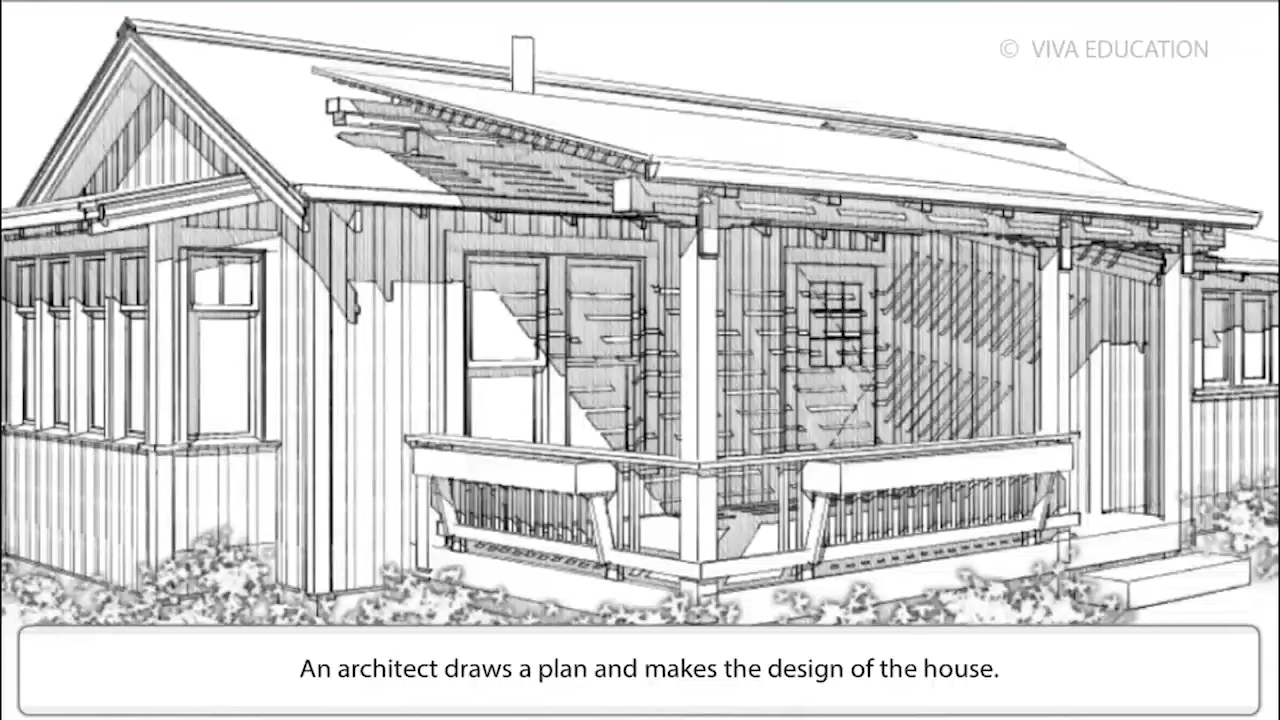 © VIVA EDUCATION
An architect draws a plan and makes the design of the house.